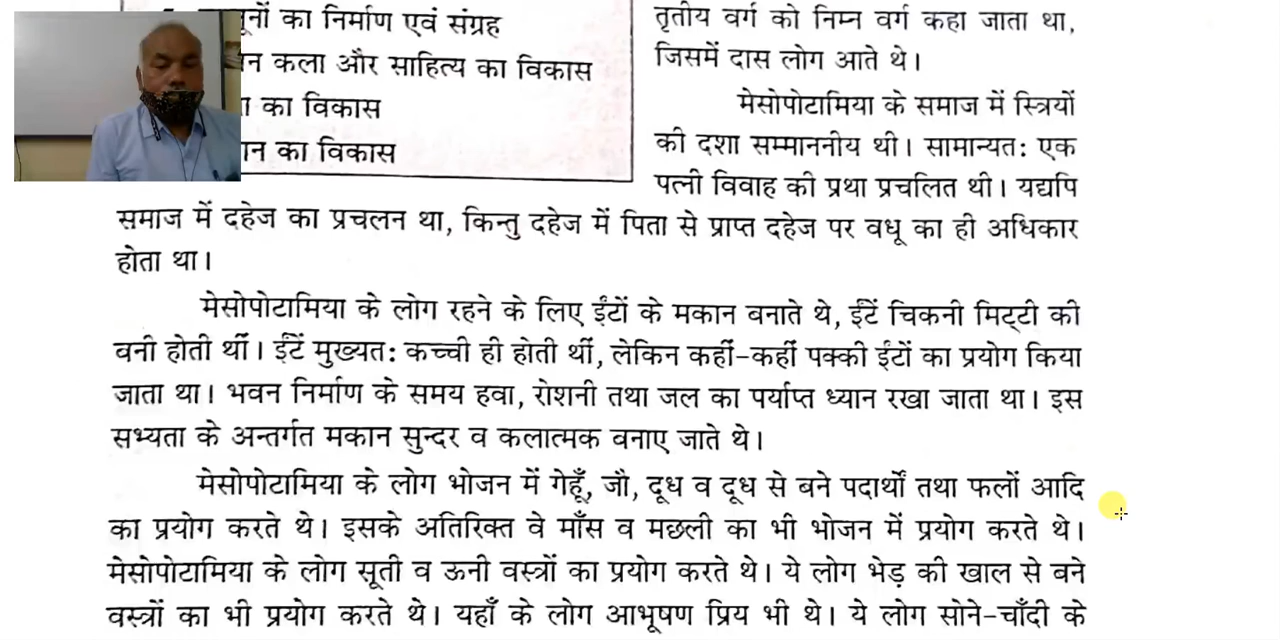 का निर्माण एवं संग्रह
कला और साहित्य का विकास
का विकास
का विकास
तृतीय वर्ग को निम्न वर्ग कहा जाता था,
जिसमें दास लोग आते थे।
मेसोपोटामिया के समाज में स्त्रियों
की दशा सम्माननीय थी। सामान्यत: एक
पत्नी विवाह की प्रथा प्रचलित थी। यद्यपि
समाज में दहेज का प्रचलन था, किन्तु दहेज में पिता से प्राप्त दहेज पर वधू का ही अधिकार
होता था।
मेसोपोटामिया के लोग रहने के लिए ईंटों के मकान बनाते थे, ईंटें चिकनी मिट्टी की
वनी होती थीं। ईंटें मुख्यत: कच्ची ही होती थीं, लेकिन कहीं-कहीं पक्की ईंटों का प्रयोग किया
जाता था। भवन निर्माण के समय हवा, रोशनी तथा जल का पर्याप्त ध्यान रखा जाता था। इस
सभ्यता के अन्तर्गत मकान सुन्दर व कलात्मक वनाए जाते थे।
मेसोपोटामिया के लोग भोजन में गेहूँ, जौ, दूध व दूध से बने पदार्थों तथा फलों आदि
का प्रयोग करते थे। इसके अतिरिक्त वे माँस व मछली का भी भोजन में प्रयोग करते थे।
मेसोपोटामिया के लोग सूती व ऊनी वस्त्रों का प्रयोग करते थे। ये लोग भेड़ की खाल से बने
वस्त्रों का भी प्रयोग करते थे। यहाँ के लोग आभूषण प्रिय भी थे। ये लोग सोने-चाँदी के